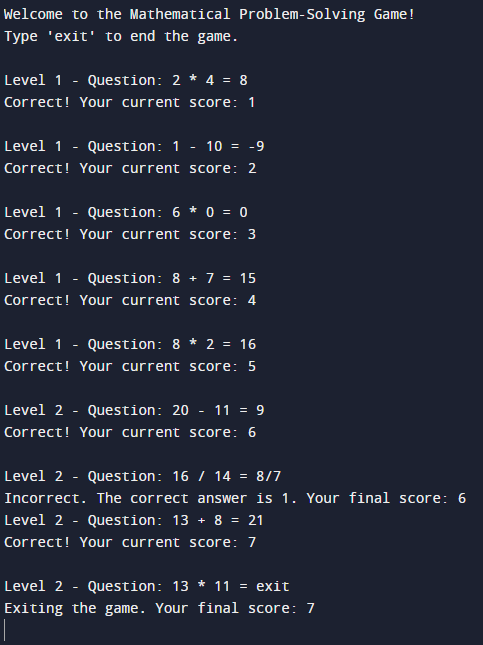 Welcome to the Mathematical Problem-Solving Game!
Type 'exit' to end the game.
Level 1 - Question: 2 * 4 = 8
Correct! Your current score: 1
Level 1 - Question: 1 - 10 = -9
Correct! Your current score: 2
Level 1 - Question: 6 * 0 = 0
Correct! Your current score: 3
Level 1 - Question: 8 + 7 = 15
Correct! Your current score: 4
Level 1 - Question: 8 * 2 = 16
Correct! Your current score: 5
Level 2 - Question: 20 - 11 = 9
Correct! Your current score: 6
Level 2 - Question: 16 / 14 = 8/7
Incorrect. The correct answer is 1. Your final score: 6
Level 2 - Question: 13 + 8 = 21
Correct! Your current score: 7
Level 2 - Question: 13 * 11 = exit
Exiting the game. Your final score: 7